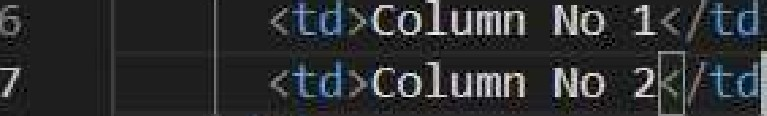 6 <td>Column No 1</td
7 <td>Column No 2</td